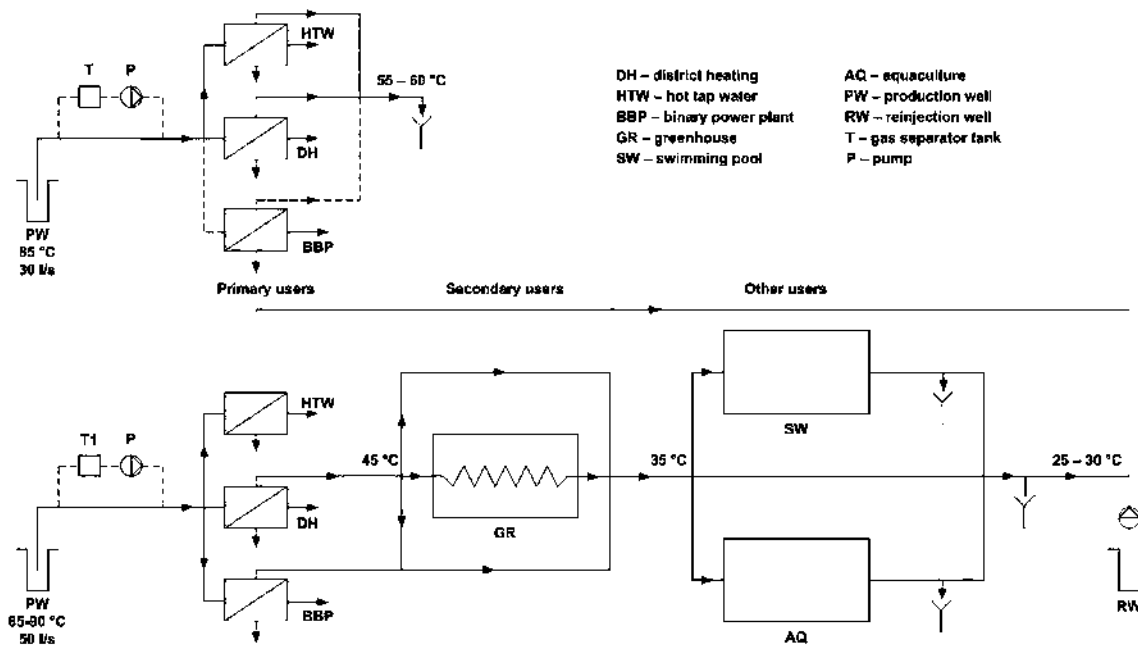 HTW
T P
55 – 60 °C
DH – district heating
HTW – hot tap water
BBP – binary power plant
GR – greenhouse
SW – swimming pool
AQ – aquaculture
PW – production well
RW – reinjection well
T – gas separator tank
P – pump
DH
PW
85 °C
30 l/s
BBP
Primary users Secondary users Other users
HTW
T1 P
SW
45 °C
35 °C
25 – 30 °C
DH
GR
PW
50 l/s
BBP
AQ
RW